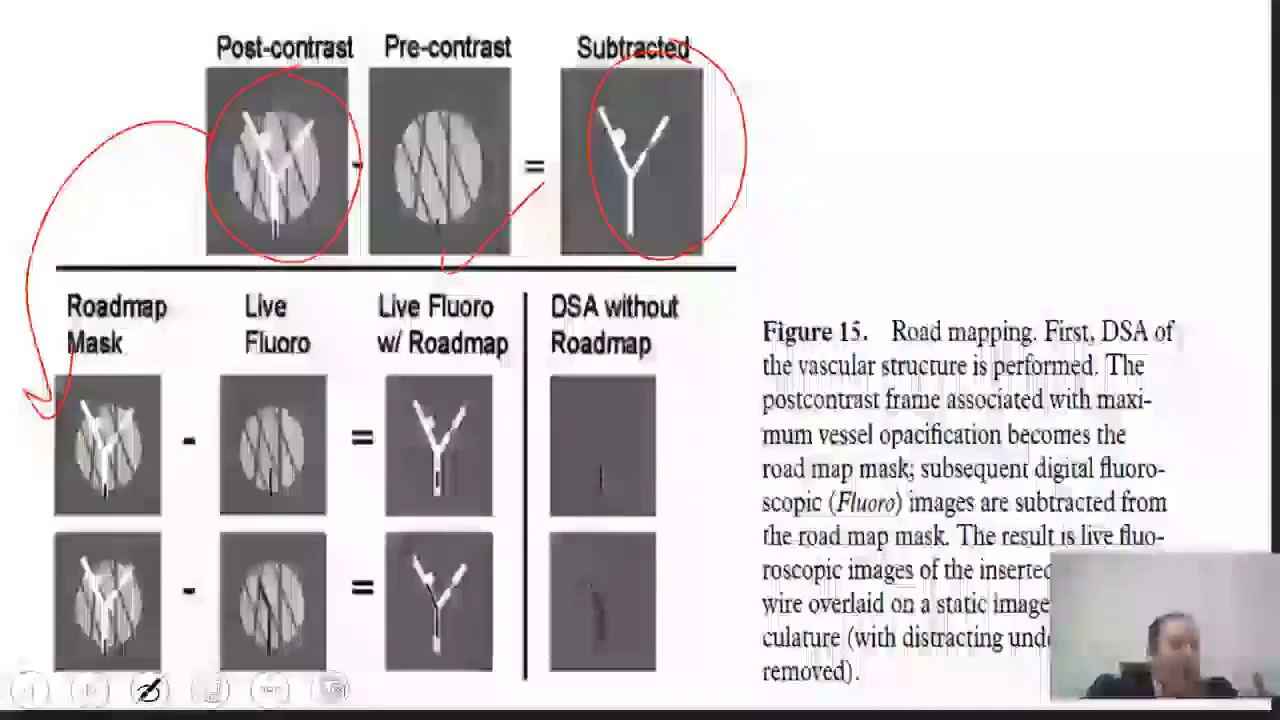 Post-contrast Pre-contrast Subtracted
- =
Roadmap Mask
Live Fluoro
Live Fluoro w/ Roadmap
DSA without Roadmap
- =
- =
Figure 15. Road mapping. First, DSA of
the vascular structure is performed. The
postcontrast frame associated with maxi-
mum vessel opacification becomes the
road map mask; subsequent digital fluoro-
scopic (Fluoro) images are subtracted from
the road map mask. The result is live fluo-
roscopic images of the inserted
wire overlaid on a static image
culature (with distracting
removed).